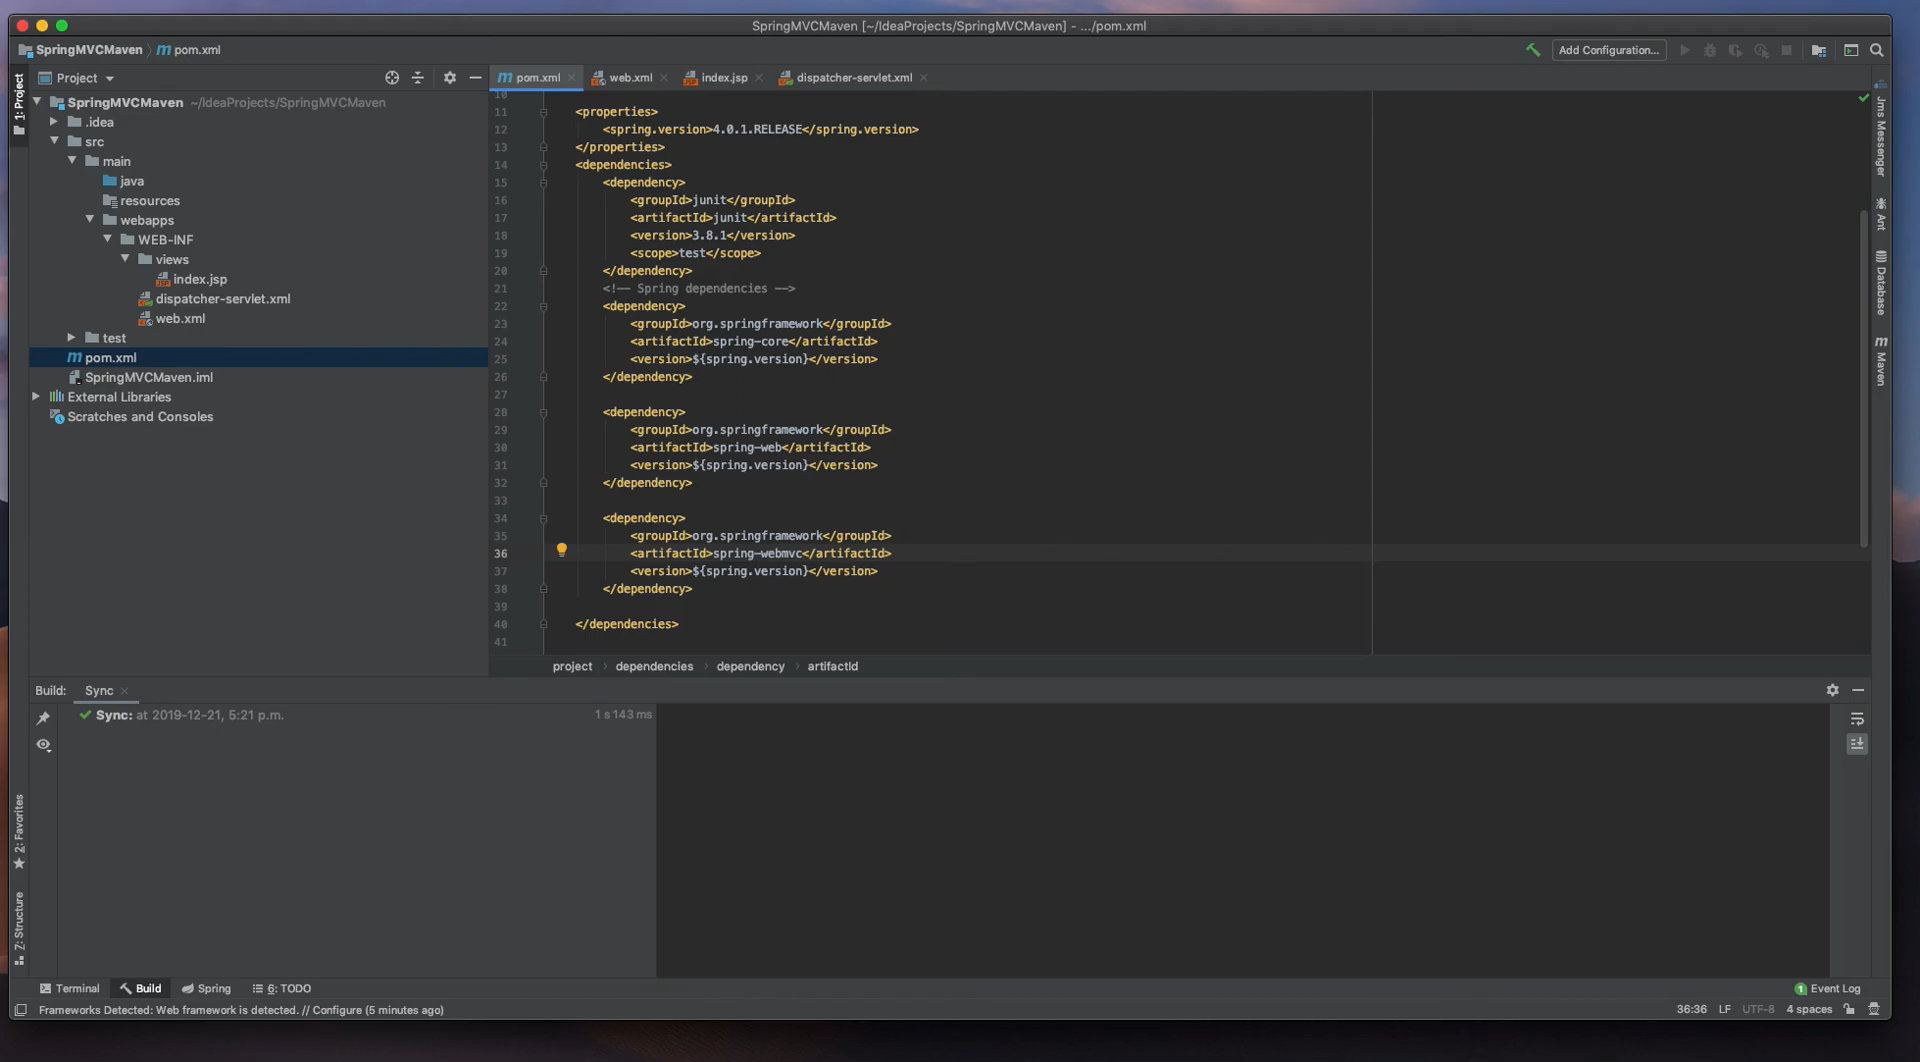 SpringMVCMaven [~/IdeaProjects/SpringMVCMaven] - .../pom.xml
SpringMVCMaven
pom.xml
Add Configuration...
1: Project
Project
pom.xml
web.xml
index.jsp
dispatcher-servlet.xml
SpringMVCMaven ~/IdeaProjects/SpringMVCMaven
.idea
src
main
java
resources
webapps
WEB-INF
views
index.jsp
dispatcher-servlet.xml
web.xml
test
pom.xml
SpringMVCMaven.iml
External Libraries
Scratches and Consoles
10
11 <properties>
12 <spring.version>4.0.1.RELEASE</spring.version>
13 </properties>
14 <dependencies>
15 <dependency>
16 <groupId>junit</groupId>
17 <artifactId>junit</artifactId>
18 <version>3.8.1</version>
19 <scope>test</scope>
20 </dependency>
21 <!-- Spring dependencies -->
22 <dependency>
23 <groupId>org.springframework</groupId>
24 <artifactId>spring-core</artifactId>
25 <version>${spring.version}</version>
26 </dependency>
27
28 <dependency>
29 <groupId>org.springframework</groupId>
30 <artifactId>spring-web</artifactId>
31 <version>${spring.version}</version>
32 </dependency>
33
34 <dependency>
35 <groupId>org.springframework</groupId>
36 <artifactId>spring-webmvc</artifactId>
37 <version>${spring.version}</version>
38 </dependency>
39
40 </dependencies>
41
project
dependencies
dependency
artifactId
Jms Messenger
Ant
Database
Maven
Build:
Sync
Sync: at 2019-12-21, 5:21 p.m.
1 s 143 ms
2: Favorites
7: Structure
Terminal
Build
Spring
6: TODO
1 Event Log
Frameworks Detected: Web framework is detected. // Configure (5 minutes ago)
36:36
LF
UTF-8
4 spaces